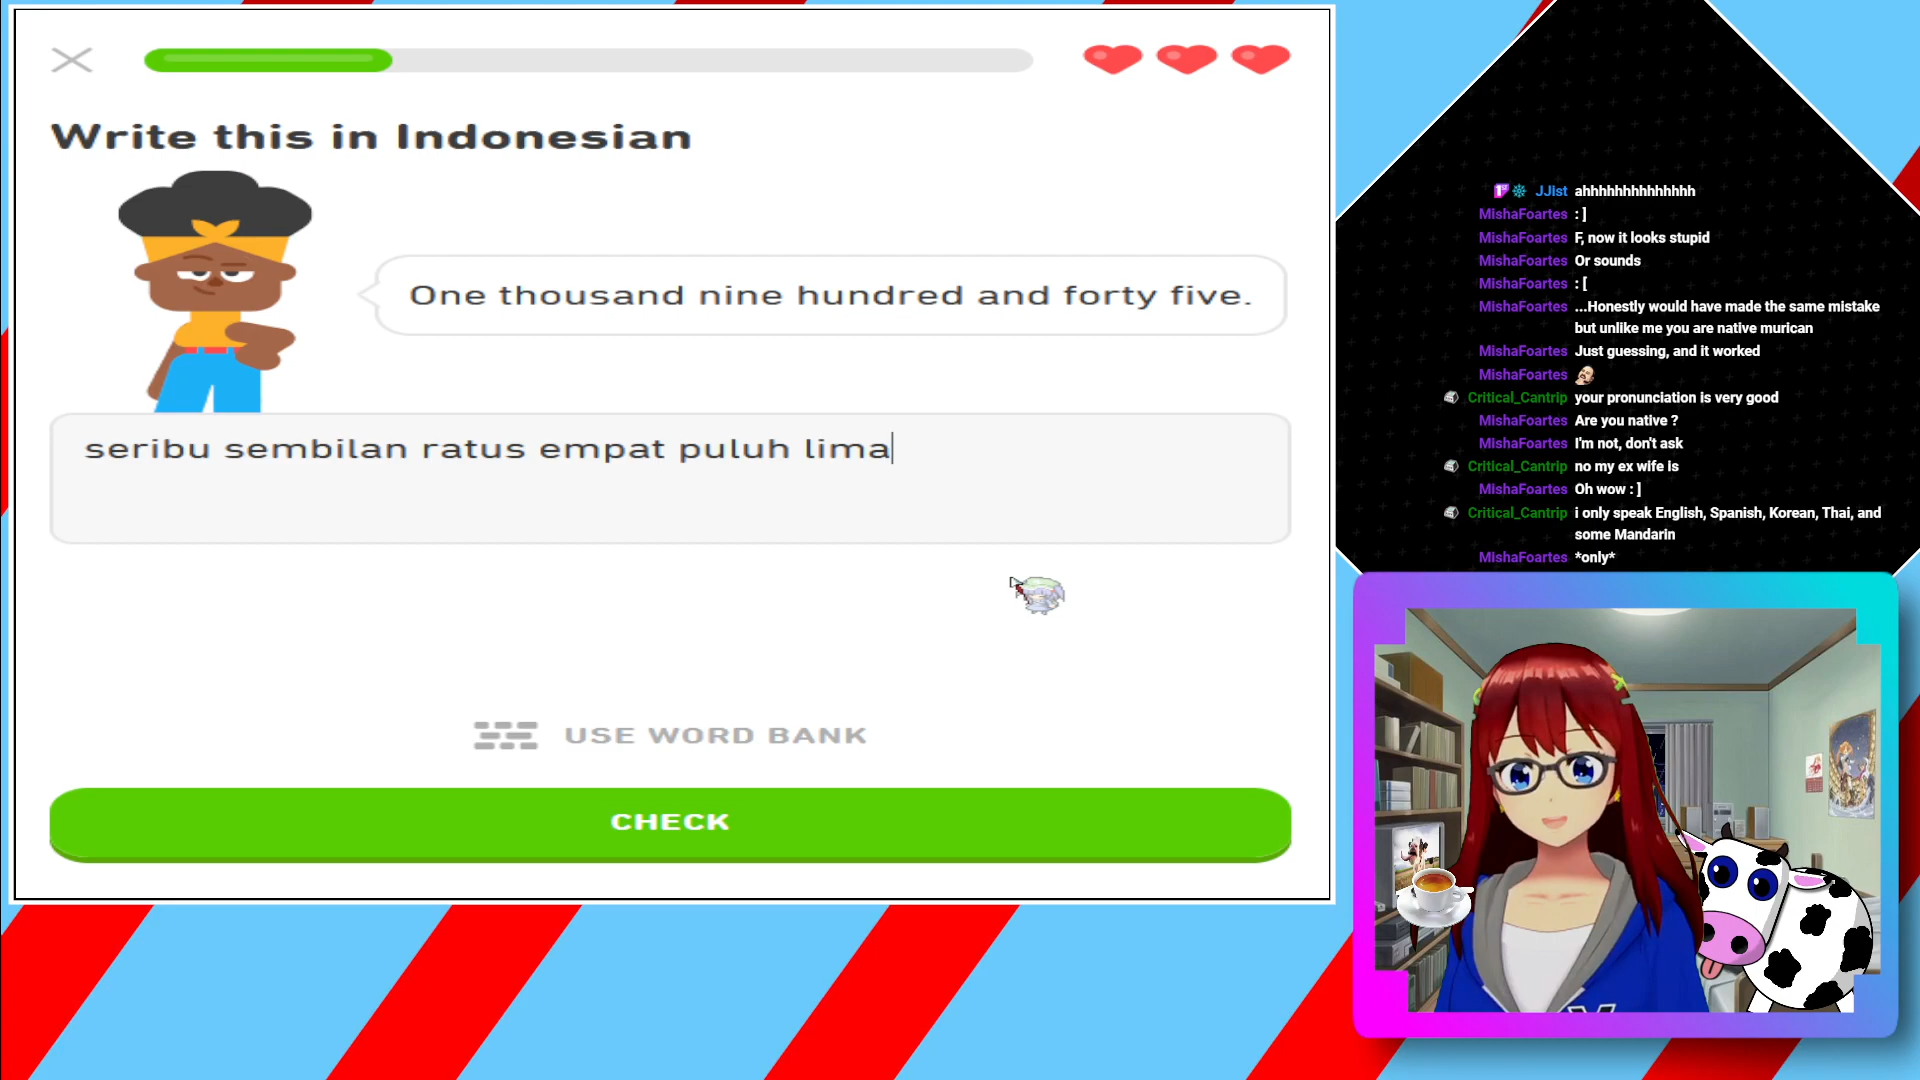 Write this in Indonesian
One thousand nine hundred and forty five.
seribu sembilan ratus empat puluh lima
USE WORD BANK
CHECK
JJIst ahhhhhhhhhhhhhh
MishaFoartes : ]
MishaFoartes F, now it looks stupid
MishaFoartes Or sounds
MishaFoartes : [
MishaFoartes ...Honestly would have made the same mistake
but unlike me you are native murican
MishaFoartes Just guessing, and it worked
MishaFoartes
Critical_Cantrip your pronunciation is very good
MishaFoartes Are you native ?
MishaFoartes I'm not, don't ask
Critical_Cantrip no my ex wife is
MishaFoartes Oh wow : ]
Critical_Cantrip i only speak English, Spanish, Korean, Thai, and
some Mandarin
MishaFoartes *only*